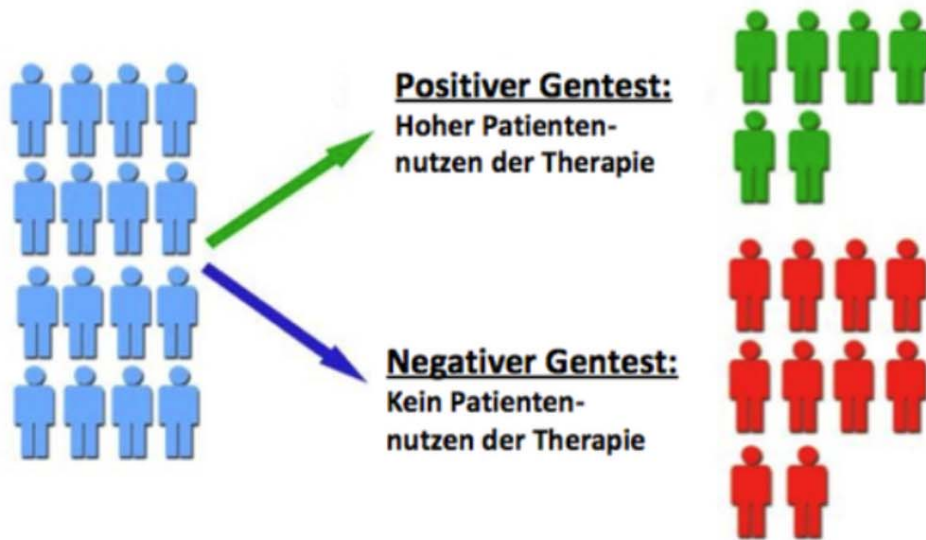 Positiver Gentest:
Hoher Patienten-
nutzen der Therapie
Negativer Gentest:
Kein Patienten-
nutzen der Therapie